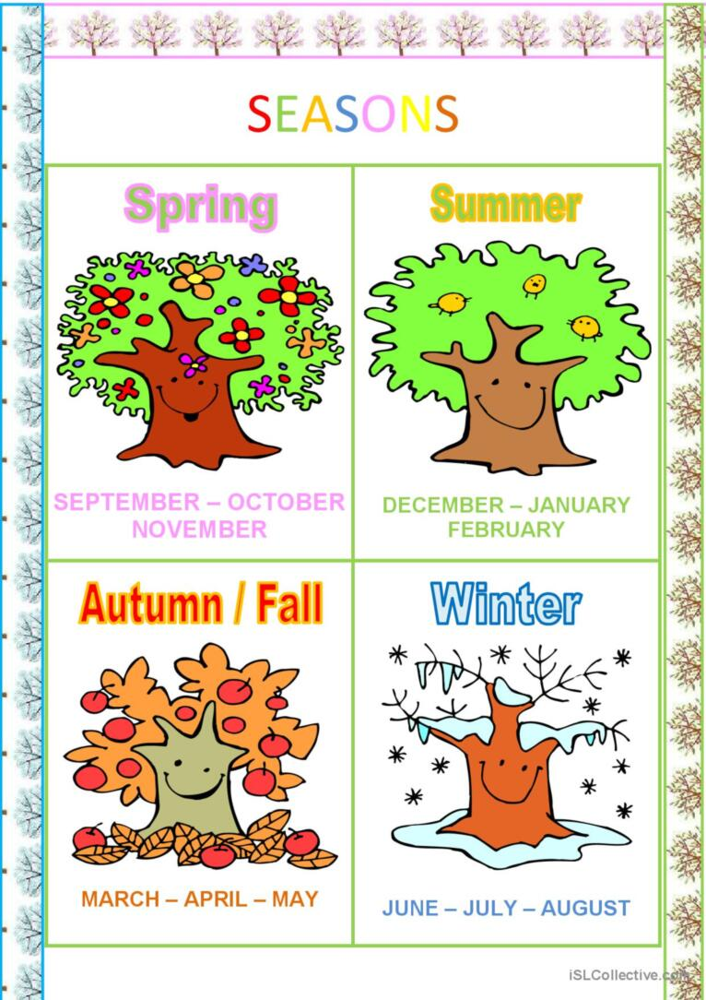 SEASONS
Spring
Summer
SEPTEMBER – OCTOBER
NOVEMBER
DECEMBER – JANUARY
FEBRUARY
Autumn / Fall
Winter
MARCH – APRIL – MAY
JUNE – JULY – AUGUST
iSLCollective.com